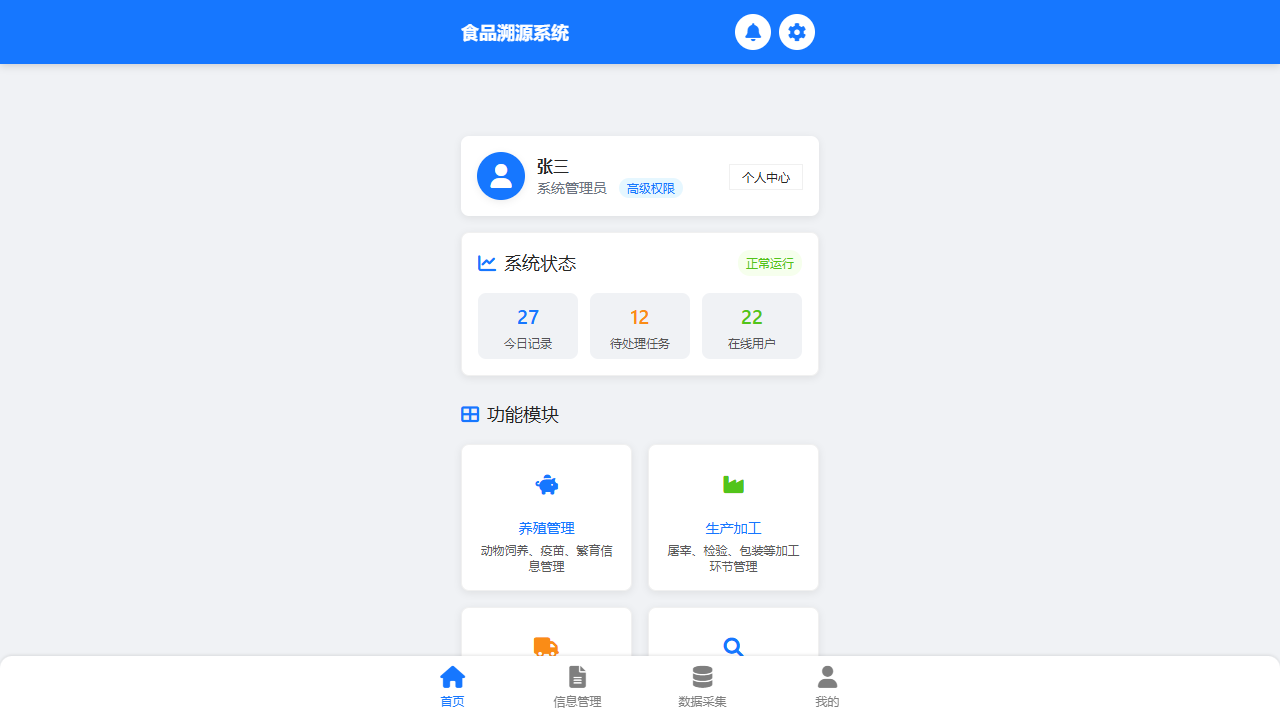 食品溯源系统
张三
系统管理员 高级权限
个人中心
系统状态
正常运行
27
今日记录
12
待处理任务
22
在线用户
功能模块
养殖管理
动物饲养、疫苗、繁育信
息管理
生产加工
屠宰、检验、包装等加工
环节管理
首页
信息管理
数据采集
我的